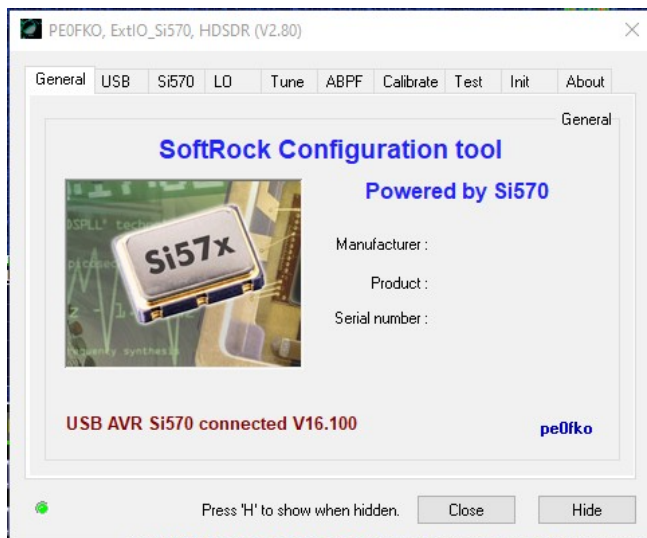 PE0FKO, ExtIO_Si570, HDSDR (V2.80)
General USB Si570 LO Tune ABPF Calibrate Test Init About
General
SoftRock Configuration tool
Powered by Si570
Si57x
Manufacturer :
Product :
Serial number :
USB AVR Si570 connected V16.100
pe0fko
Press 'H' to show when hidden. Close Hide